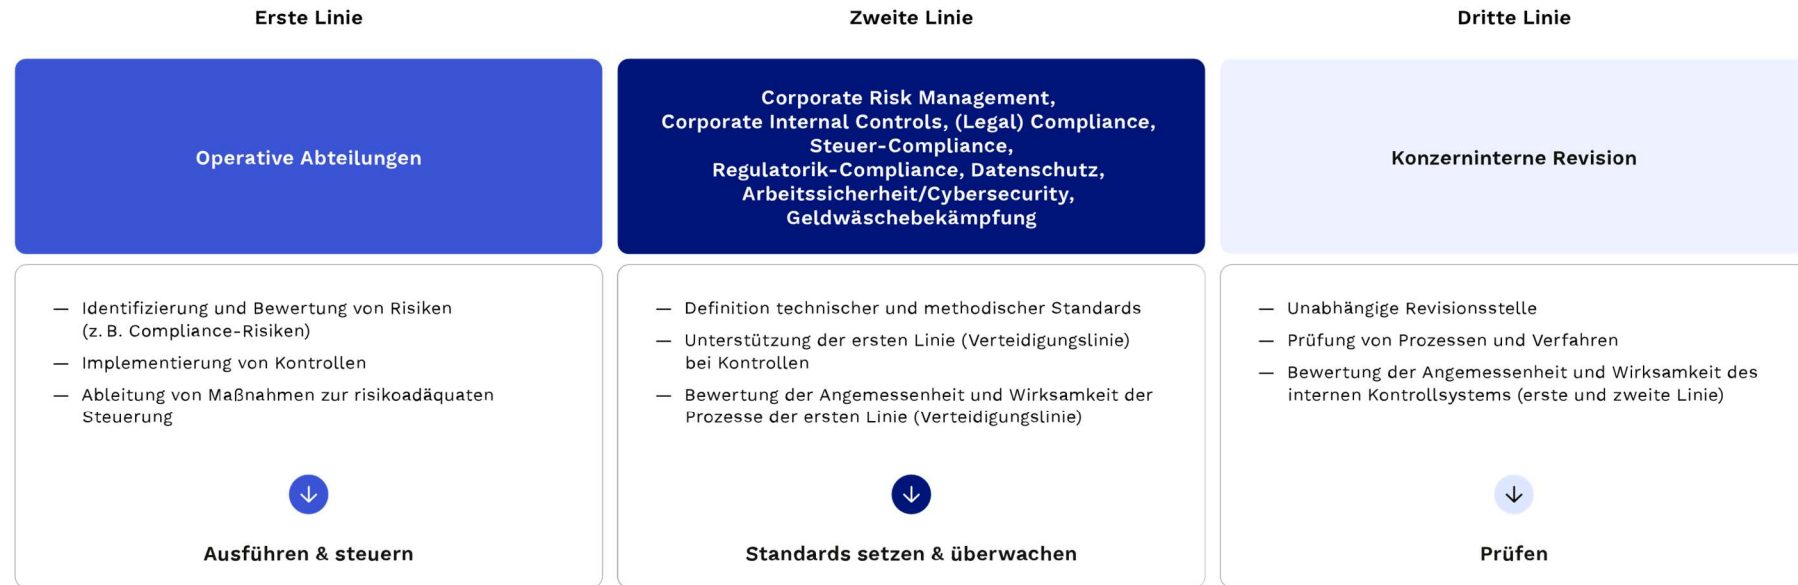 Erste Linie
Zweite Linie
Dritte Linie
Operative Abteilungen
Corporate Risk Management,
Corporate Internal Controls, (Legal) Compliance,
Steuer-Compliance,
Regulatorik-Compliance, Datenschutz,
Arbeitssicherheit/Cybersecurity,
Geldwäschebekämpfung
Konzerninterne Revision
— Identifizierung und Bewertung von Risiken
(z. B. Compliance-Risiken)
— Implementierung von Kontrollen
— Ableitung von Maßnahmen zur risikoadäquaten
Steuerung
Ausführen & steuern
— Definition technischer und methodischer Standards
— Unterstützung der ersten Linie (Verteidigungslinie)
bei Kontrollen
— Bewertung der Angemessenheit und Wirksamkeit der
Prozesse der ersten Linie (Verteidigungslinie)
Standards setzen & überwachen
— Unabhängige Revisionsstelle
— Prüfung von Prozessen und Verfahren
— Bewertung der Angemessenheit und Wirksamkeit des
internen Kontrollsystems (erste und zweite Linie)
Prüfen